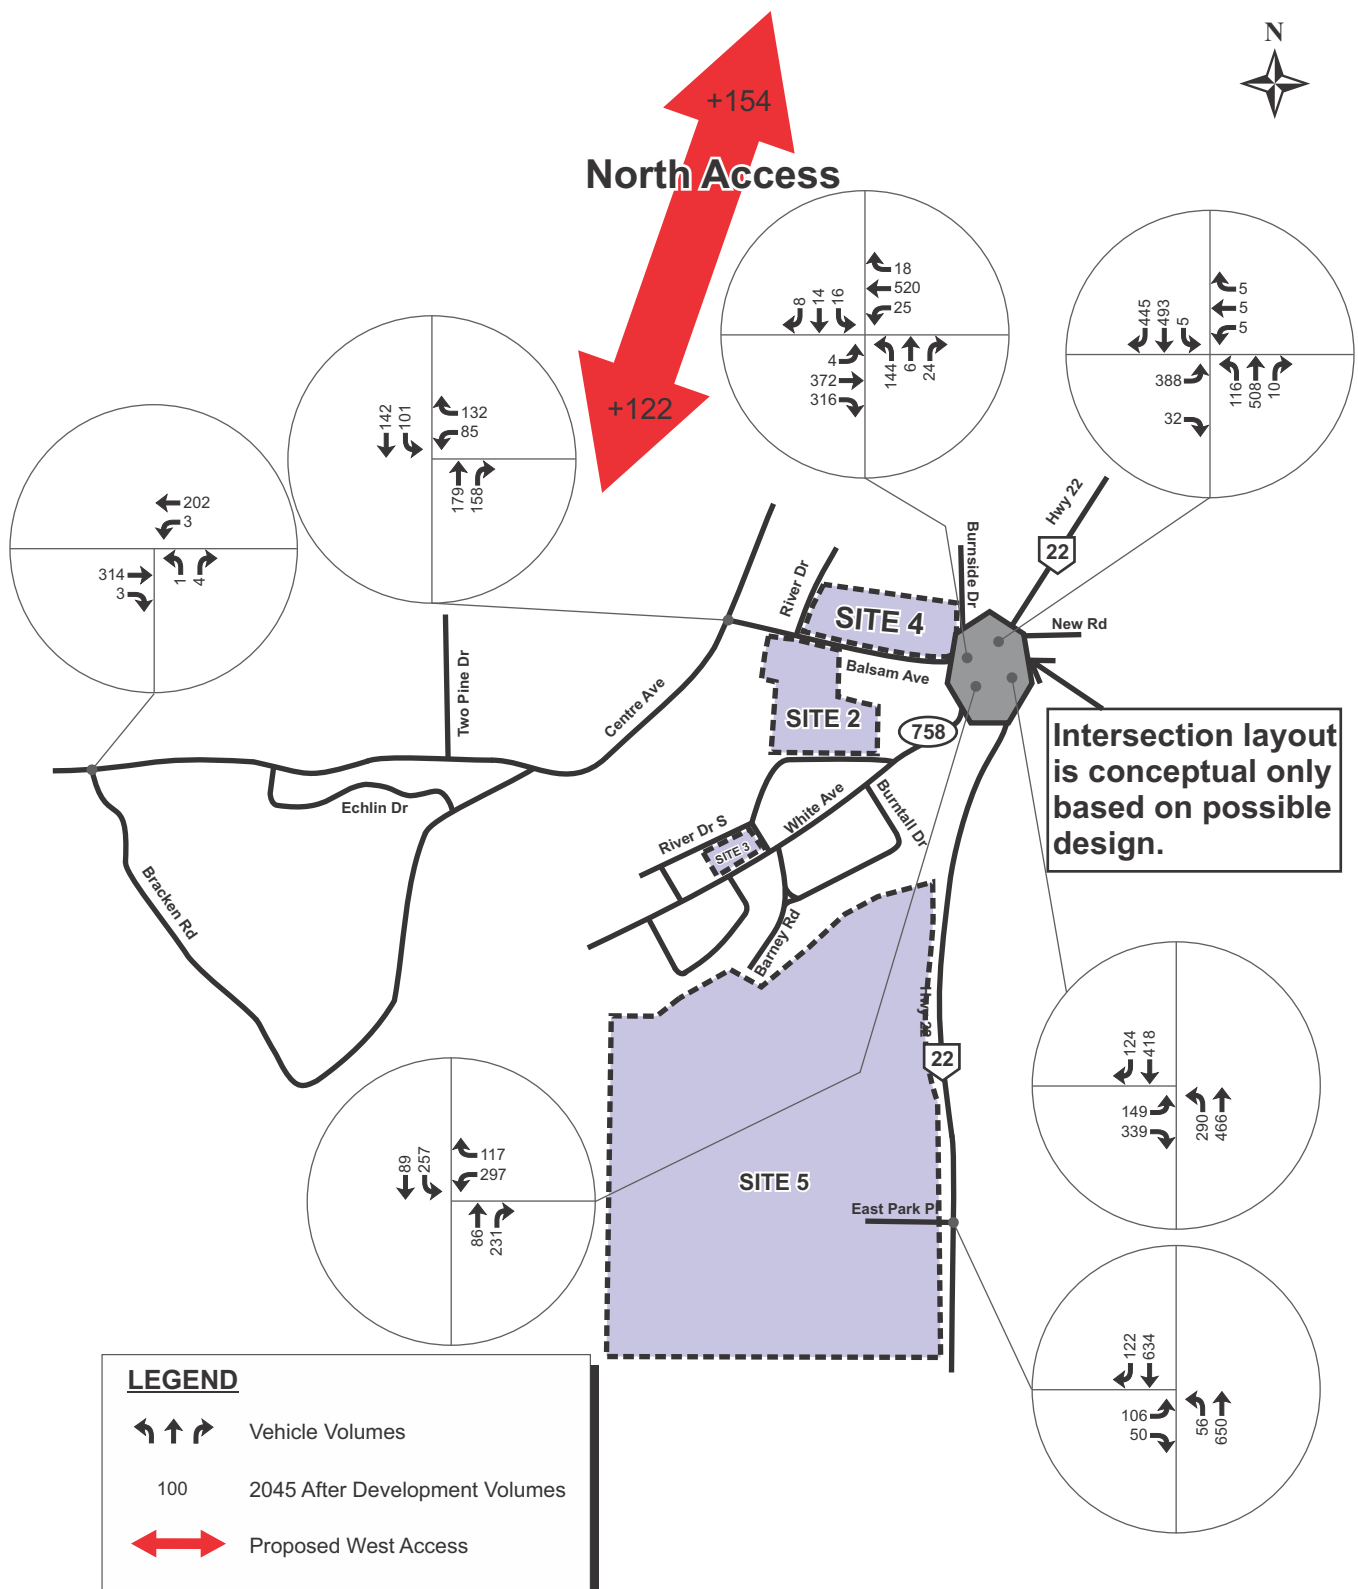 N
+154
North Access
+122
18
520
25
8
14
16
4
372
316
144
6
24
5
5
5
445
493
5
388
32
116
508
10
142
101
132
85
179
158
202
3
314
3
1
4
Hwy 22
22
Burnside Dr
River Dr
SITE 4
New Rd
Balsam Ave
Two Pine Dr
Centre Ave
SITE 2
758
Intersection layout
is conceptual only
based on possible
design.
Echlin Dr
White Ave
Burntall Dr
River Dr S
SITE 3
Bracken Rd
Barney Rd
Hwy 22
22
124
418
149
339
290
466
89
257
117
297
86
231
SITE 5
East Park Pl
122
634
106
50
56
650
LEGEND
Vehicle Volumes
100
2045 After Development Volumes
Proposed West Access